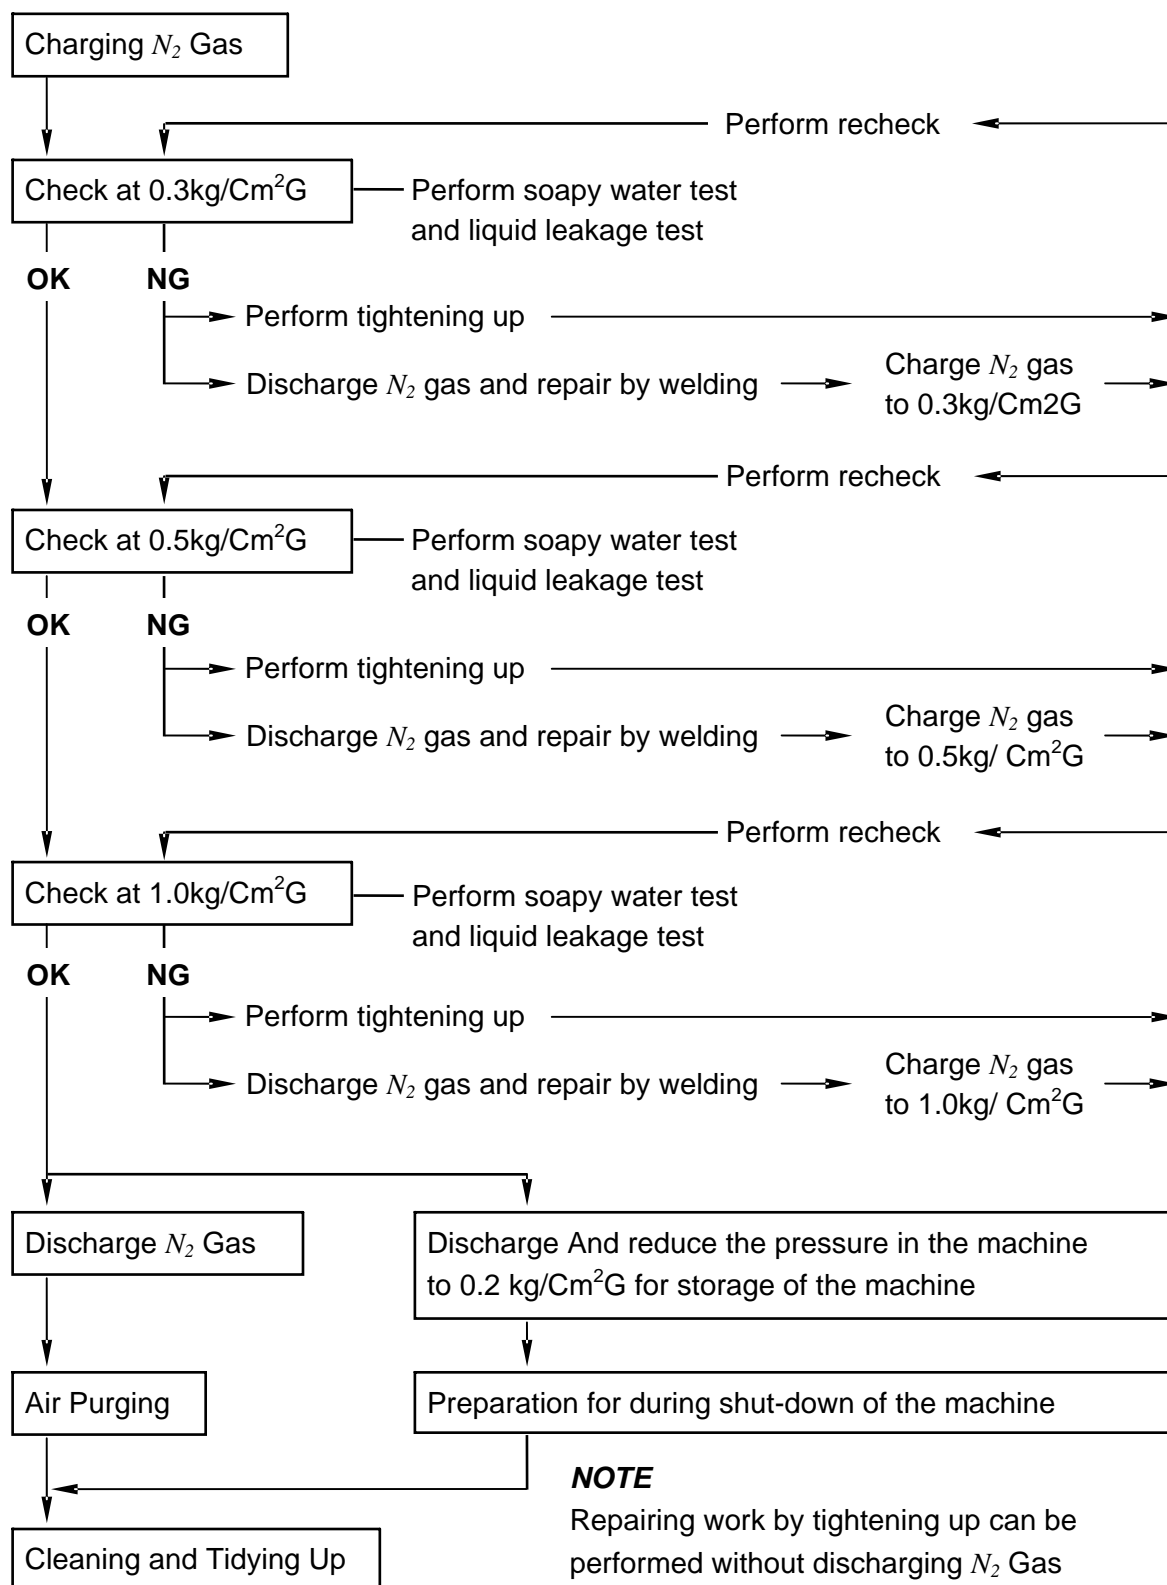 Charging N₂ Gas
Perform recheck
Check at 0.3kg/Cm²G
Perform soapy water test
and liquid leakage test
OK NG
Perform tightening up
Discharge N₂ gas and repair by welding
Charge N₂ gas
to 0.3kg/Cm2G
Perform recheck
Check at 0.5kg/Cm²G
Perform soapy water test
and liquid leakage test
OK NG
Perform tightening up
Discharge N₂ gas and repair by welding
Charge N₂ gas
to 0.5kg/ Cm²G
Perform recheck
Check at 1.0kg/Cm²G
Perform soapy water test
and liquid leakage test
OK NG
Perform tightening up
Discharge N₂ gas and repair by welding
Charge N₂ gas
to 1.0kg/ Cm²G
Discharge N₂ Gas
Discharge And reduce the pressure in the machine
to 0.2 kg/Cm²G for storage of the machine
Air Purging
Preparation for during shut-down of the machine
NOTE
Repairing work by tightening up can be
performed without discharging N₂ Gas
Cleaning and Tidying Up